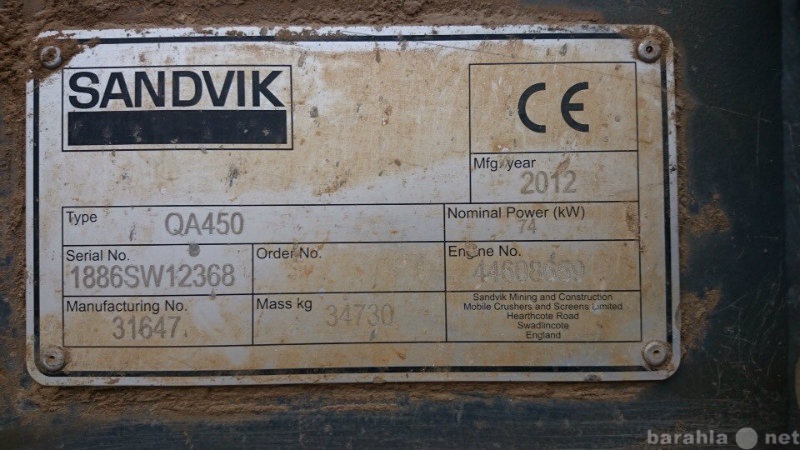 SANDVIK
CE
Mfg. year
2012
Type QA450
Nominal Power (kW)
74
Serial No.
1886SW12368
Order No.
Engine No.
Manufacturing No.
31647
Mass kg 34730
Sandvik Mining and Construction
Mobile Crushers and Screens Limited
Hearthcote Road
Swadlincote
England
barahla net